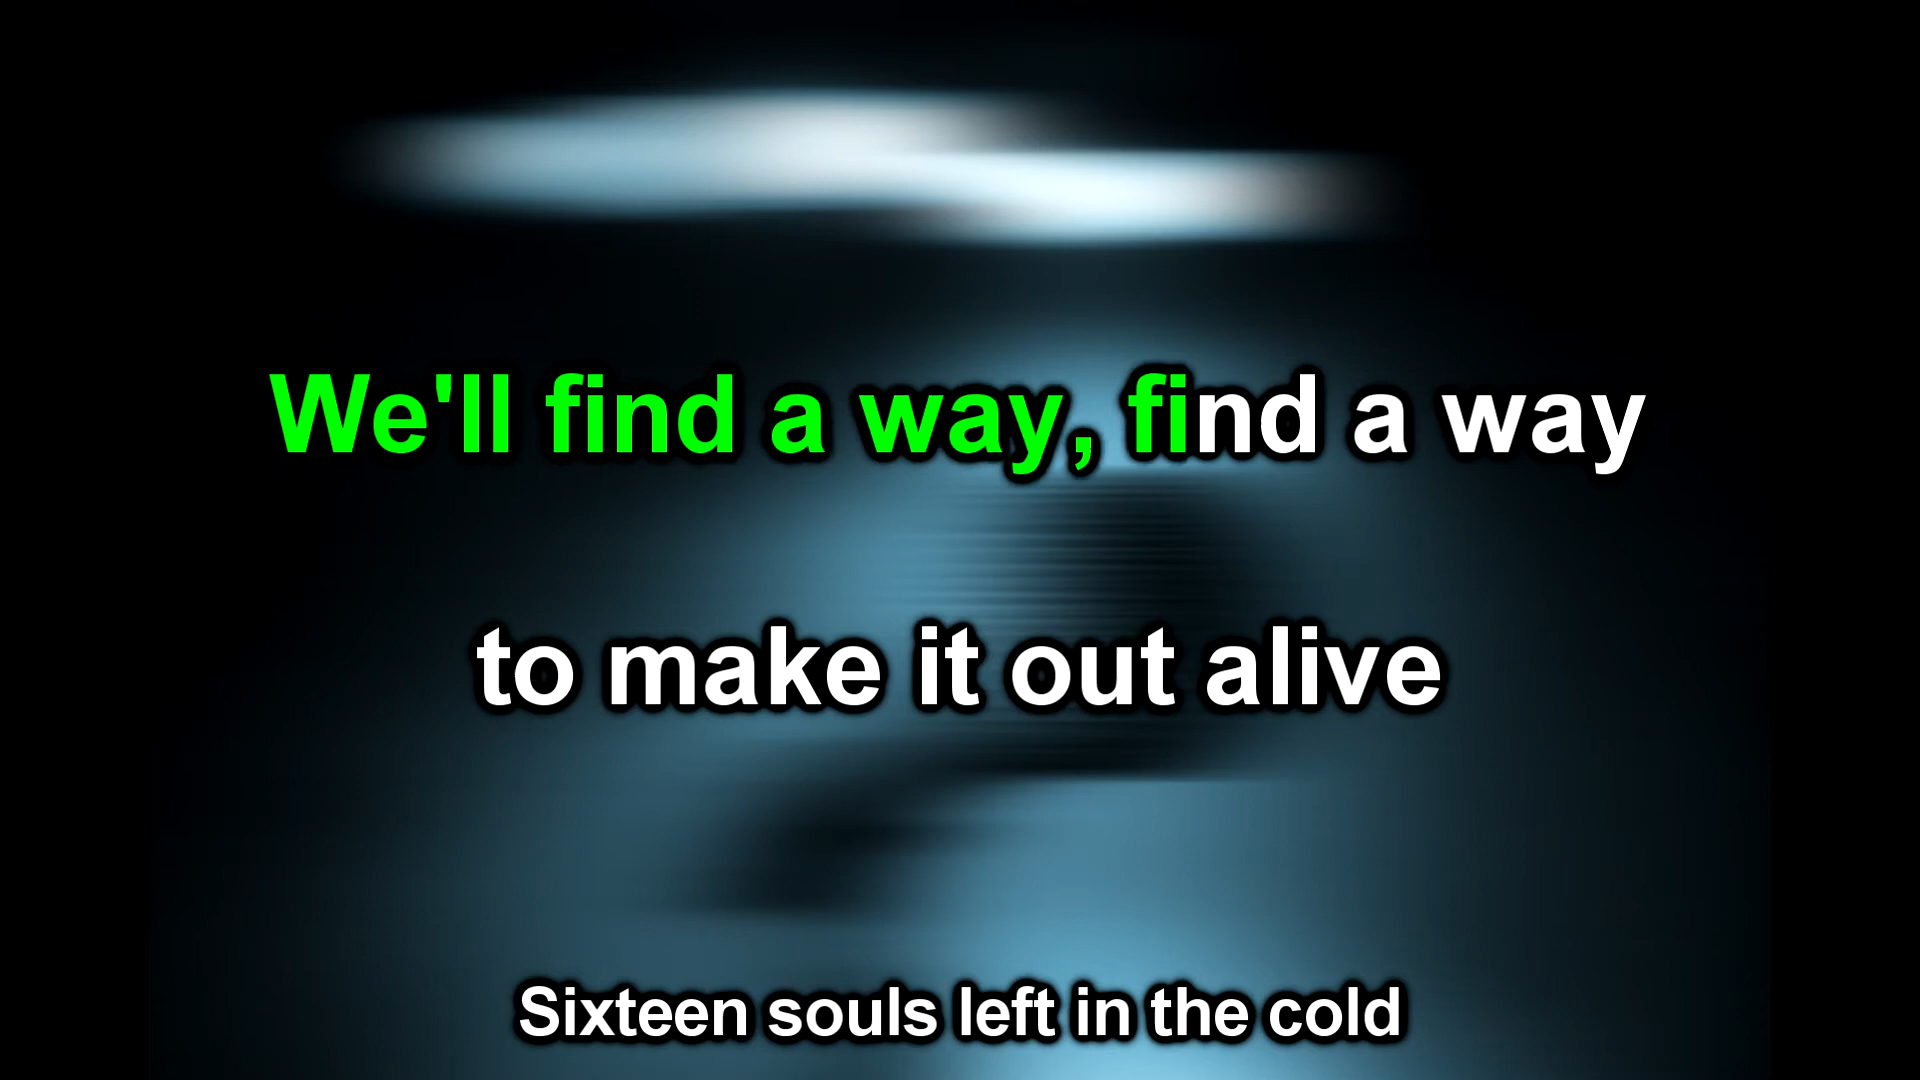 We'll find a way, find a way
to make it out alive
Sixteen souls left in the cold